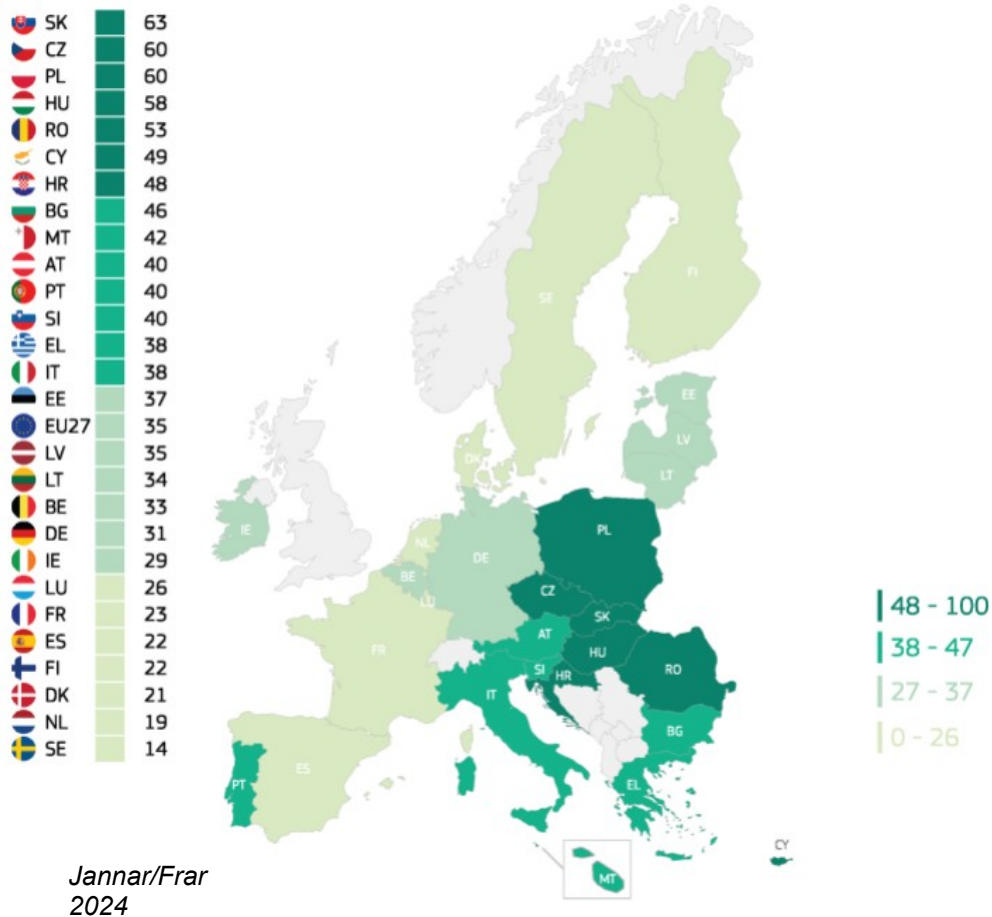 SK 63
CZ 60
PL 60
HU 58
RO 53
CY 49
HR 48
BG 46
MT 42
AT 40
PT 40
SI 40
EL 38
IT 38
EE 37
EU27 35
LV 35
LT 34
BE 33
DE 31
IE 29
LU 26
FR 23
ES 22
FI 22
DK 21
NL 19
SE 14
FI
SE
EE
LV
DK
LT
IE
PL
NL
DE
BE
CZ
LU
SK
AT
HU
FR
SI
HR
RO
IT
BG
ES
PT
EL
CY
MT
48 - 100
38 - 47
27 - 37
0 - 26
Jannar/Frar
2024